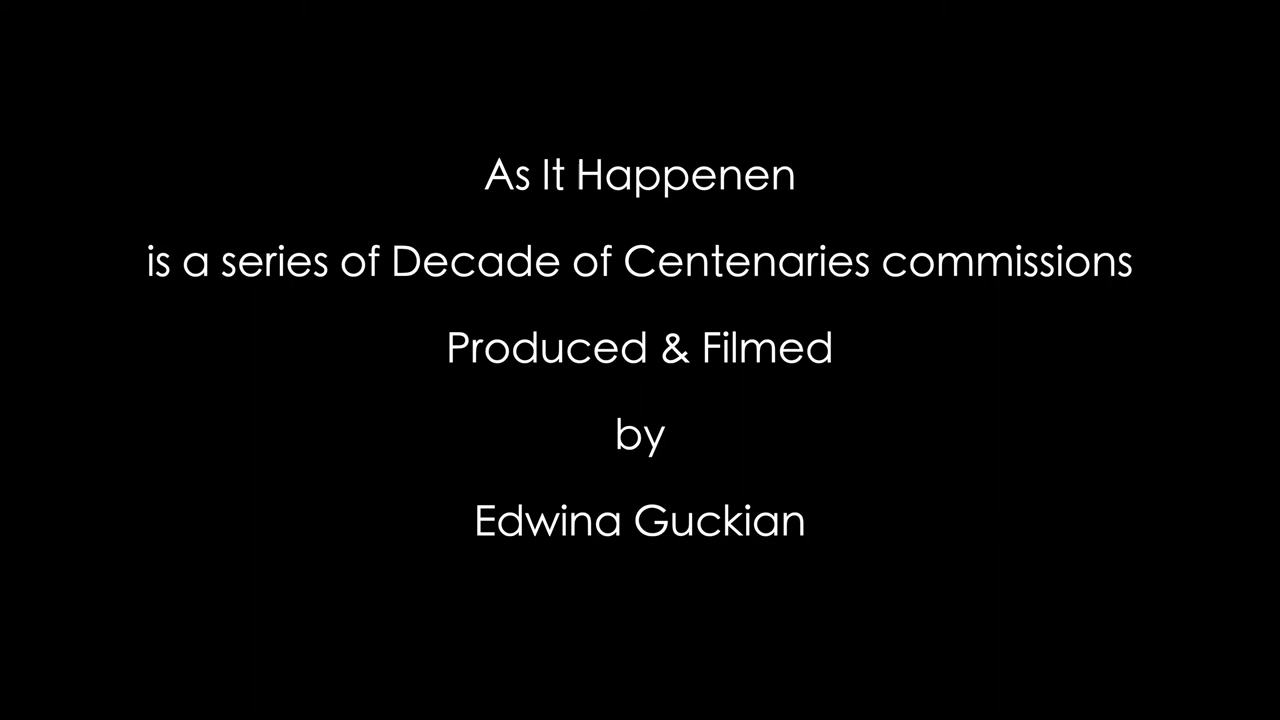 As It Happenen
is a series of Decade of Centenaries commissions
Produced & Filmed
by
Edwina Guckian